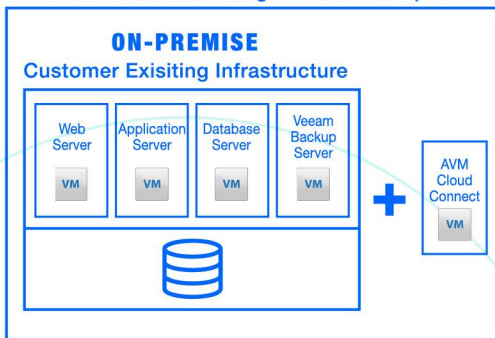 ON-PREMISE
Customer Exisiting Infrastructure
Web
Server
VM
Application
Server
VM
Database
Server
VM
Veeam
Backup
Server
VM
+
AVM
Cloud
Connect
VM